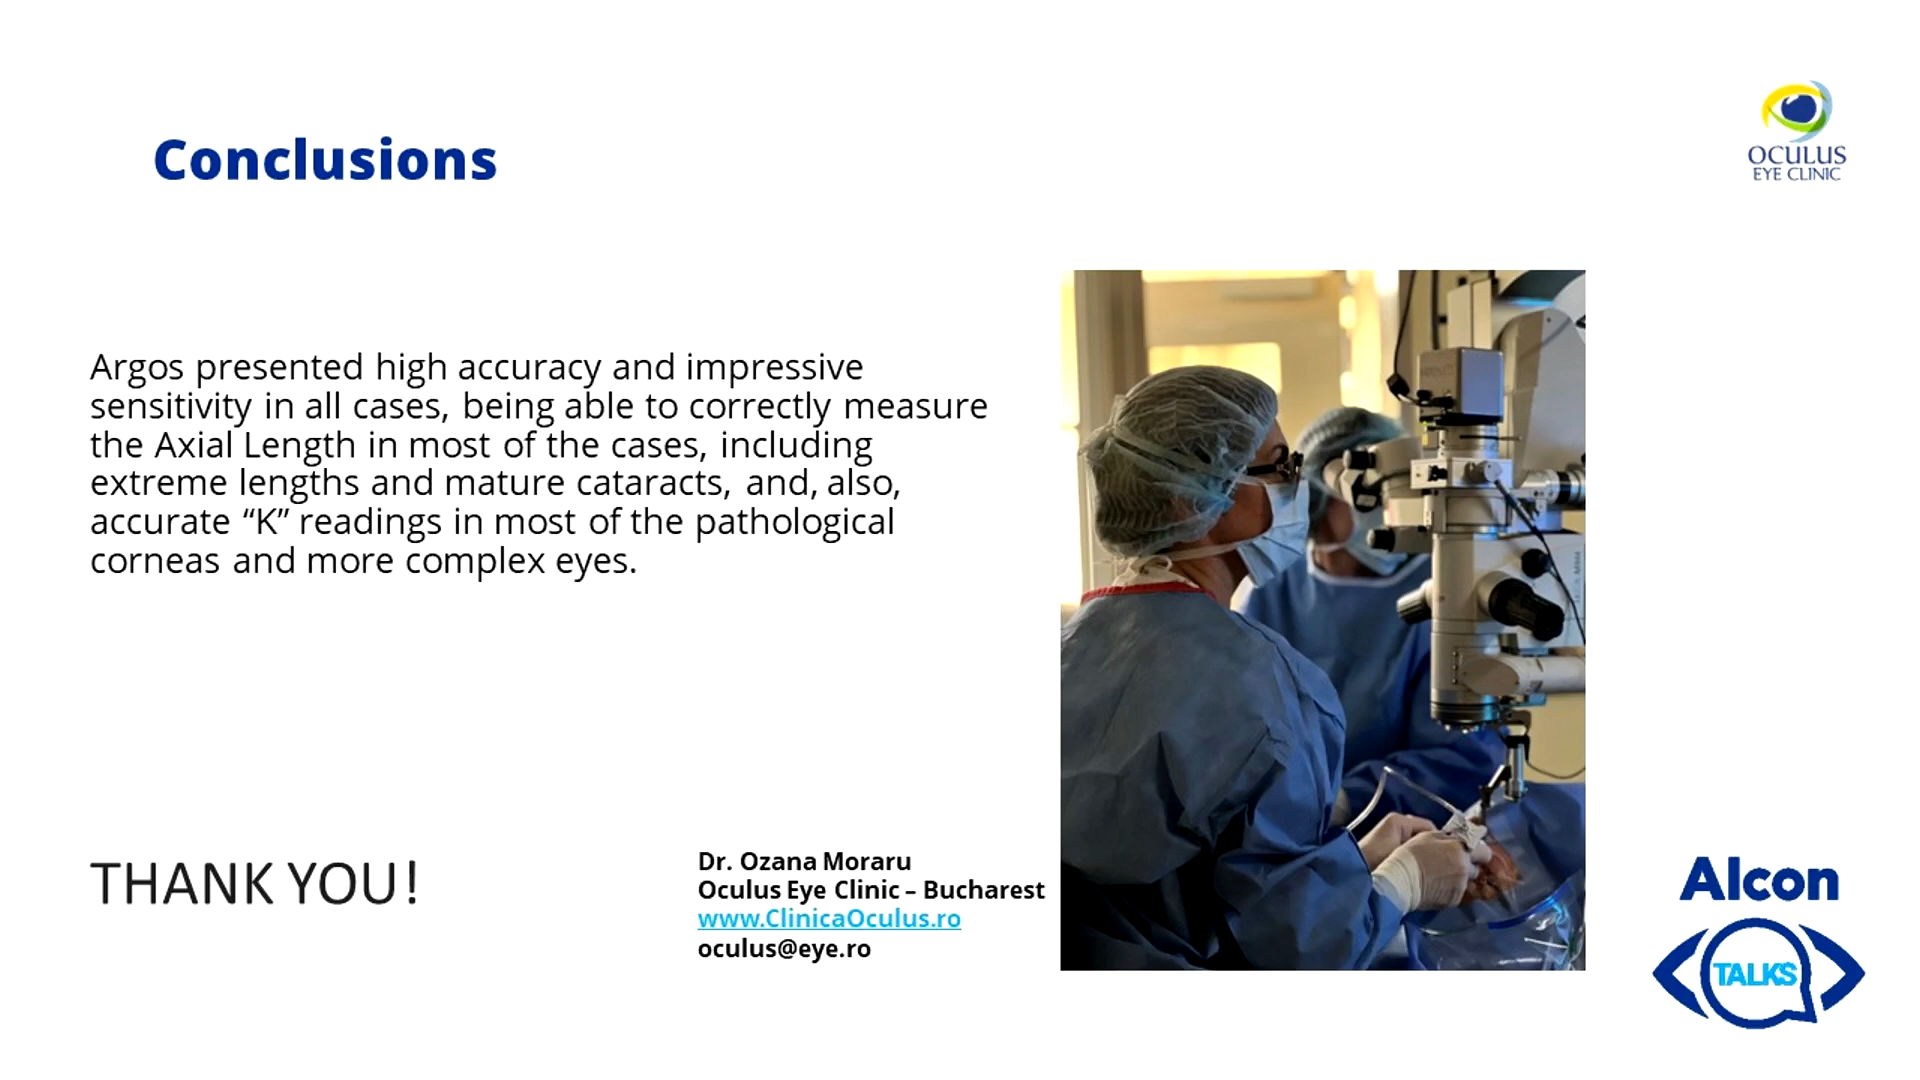 OCULUS
EYE CLINIC
Conclusions
Argos presented high accuracy and impressive
sensitivity in all cases, being able to correctly measure
the Axial Length in most of the cases, including
extreme lengths and mature cataracts, and, also,
accurate “K” readings in most of the pathological
corneas and more complex eyes.
THANK YOU!
Dr. Ozana Moraru
Oculus Eye Clinic – Bucharest
www.ClinicaOculus.ro
oculus@eye.ro
Alcon
TALKS